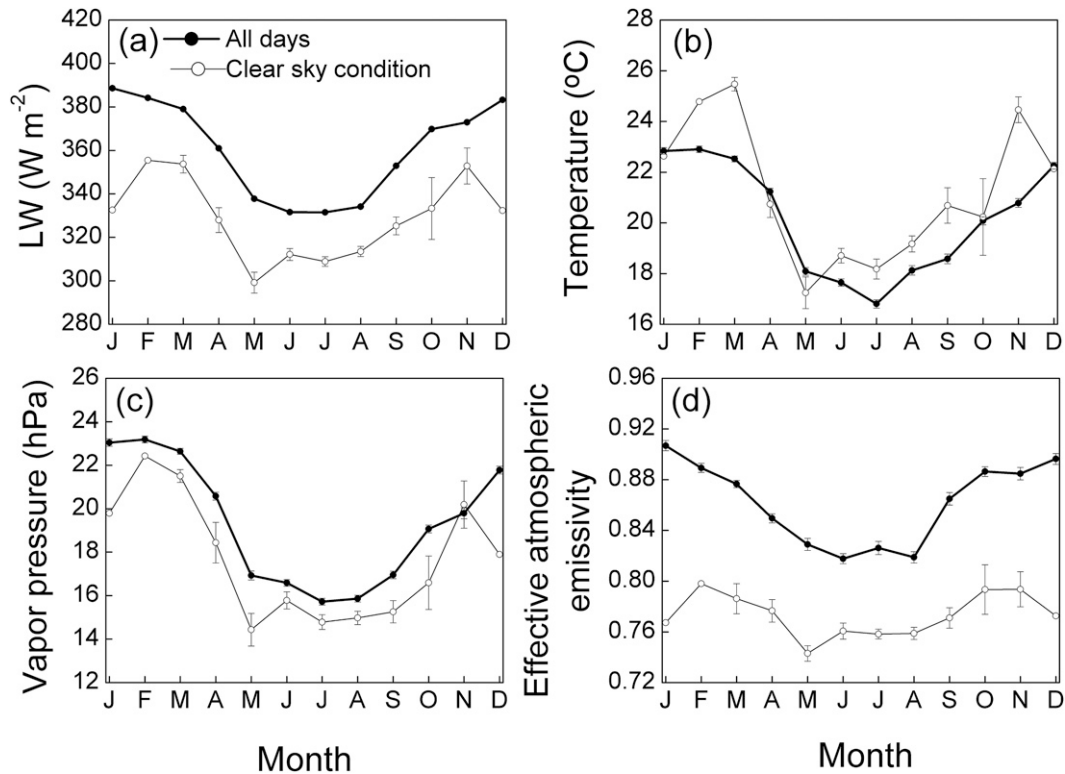 (a)
All days
Clear sky condition
LW (W m⁻²)
420
400
380
360
340
320
300
280
J F M A M J J A S O N D
(b)
Temperature (ºC)
28
26
24
22
20
18
16
J F M A M J J A S O N D
(c)
Vapor pressure (hPa)
26
24
22
20
18
16
14
12
J F M A M J J A S O N D
Month
(d)
Effective atmospheric
emissivity
0.96
0.92
0.88
0.84
0.80
0.76
0.72
J F M A M J J A S O N D
Month